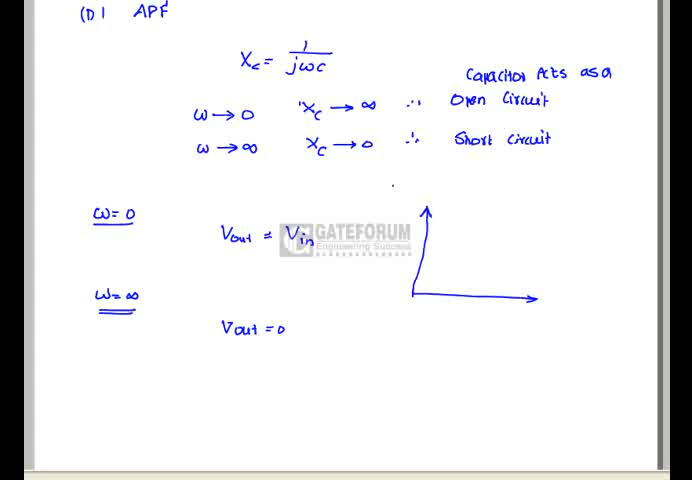 (D) APF
Xc = 1/jωc
Capacitor Acts as a
ω → 0 Xc → ∞ ∴ Open Circuit
ω → ∞ Xc → 0 ∴ Short Circuit
ω = 0
Vout = Vin
GATEFORUM
Engineering Success
ω = ∞
Vout = 0